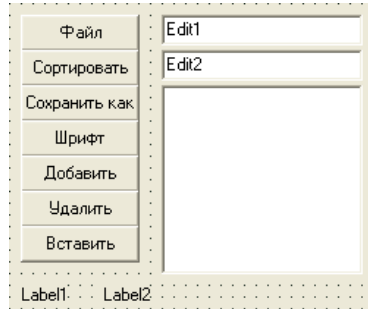 Файл
Сортировать
Сохранить как
Шрифт
Добавить
Удалить
Вставить
Edit1
Edit2
Label1
Label2